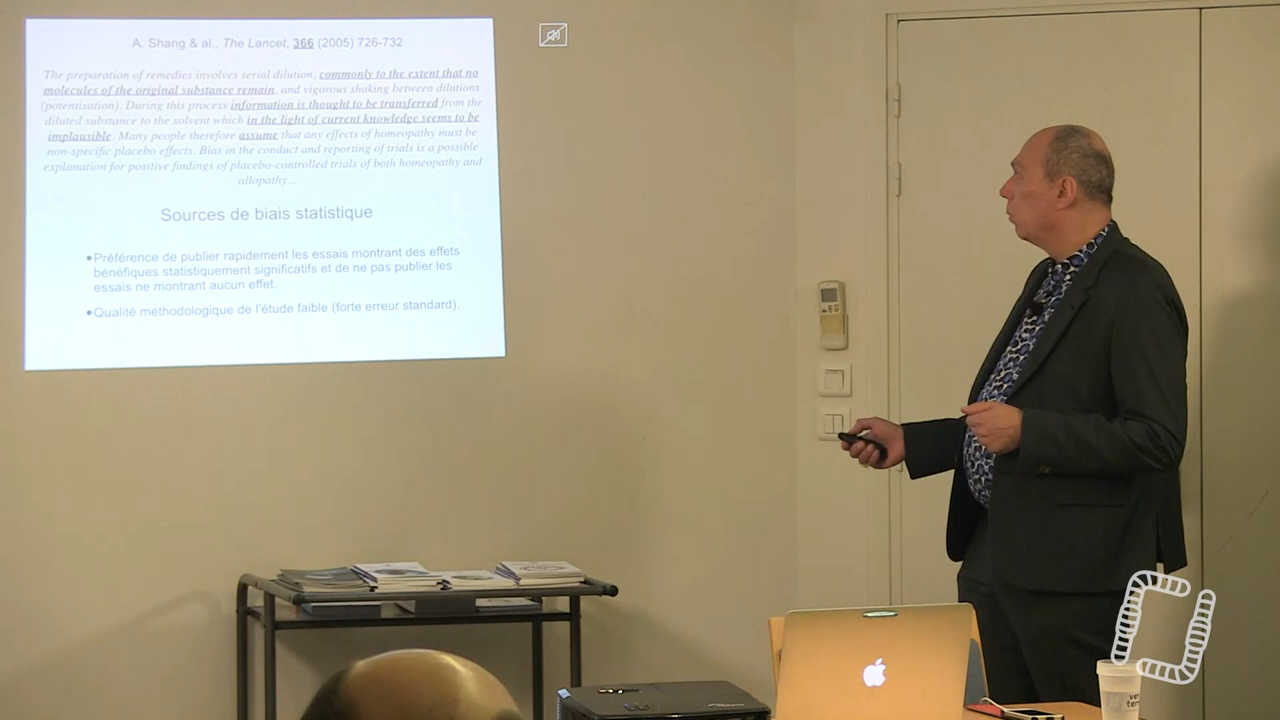 A. Shang & al., The Lancet, 366 (2005) 726-732
The preparation of remedies involves serial dilution, commonly to the extent that no
molecules of the original substance remain, and vigorous shaking between dilutions
(potentisation). During this process information is thought to be transferred from the
diluted substance to the solvent which in the light of current knowledge seems to be
implausible. Many people therefore assume that any effects of homeopathy must be
non-specific placebo effects. Bias in the conduct and reporting of trials is a possible
explanation for positive findings of placebo-controlled trials of both homeopathy and
allopathy...
Sources de biais statistique
•Préférence de publier rapidement les essais montrant des effets
bénéfiques statistiquement significatifs et de ne pas publier les
essais ne montrant aucun effet.
•Qualité méthodologique de l'étude faible (forte erreur standard).